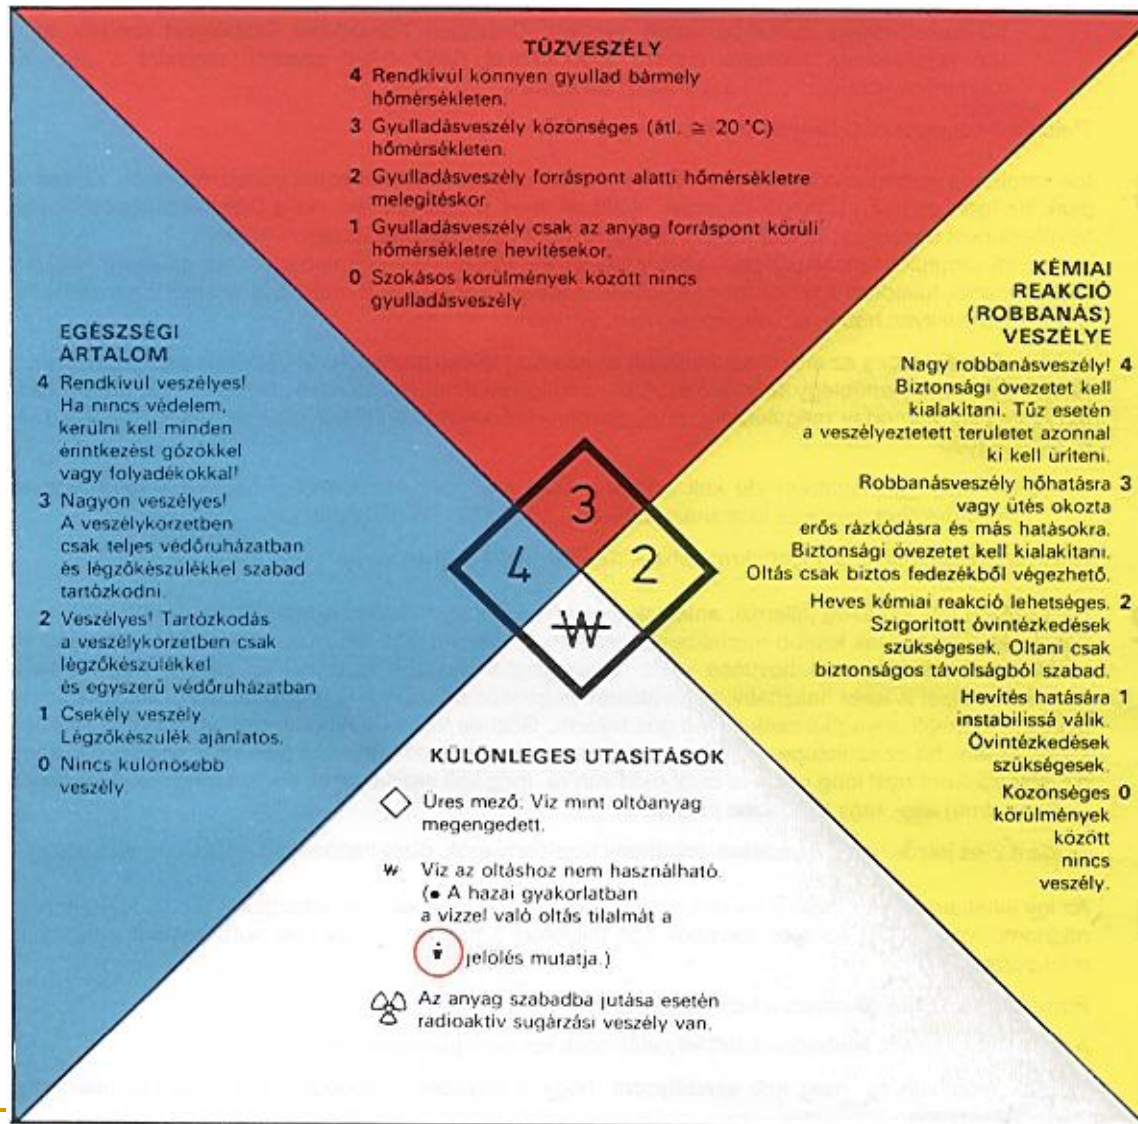 TŰZVESZÉLY
4 Rendkívül könnyen gyullad bármely
hőmérsékleten.
3 Gyulladásveszély közönséges (átl. ≅ 20 °C)
hőmérsékleten.
2 Gyulladásveszély forráspont alatti hőmérsékletre
melegítéskor.
1 Gyulladásveszély csak az anyag forráspont körüli
hőmérsékletre hevítésekor.
0 Szokásos körülmények között nincs
gyulladásveszély.
EGÉSZSÉGI
ÁRTALOM
4 Rendkívül veszélyes!
Ha nincs védelem,
kerülni kell minden
érintkezést gőzökkel
vagy folyadékokkal!
3 Nagyon veszélyes!
A veszélykörzetben
csak teljes védőruházatban
és légzőkészülékkel szabad
tartózkodni.
2 Veszélyes! Tartózkodás
a veszélykörzetben csak
légzőkészülékkel
és egyszerű védőruházatban
1 Csekély veszély
Légzőkészülék ajánlatos.
0 Nincs különösebb
veszély.
3
4
2
W
KÉMIAI
REAKCIÓ
(ROBBANÁS)
VESZÉLYE
Nagy robbanásveszély! 4
Biztonsági övezetet kell
kialakítani. Tűz esetén
a veszélyeztetett területet azonnal
ki kell üríteni.
Robbanásveszély hőhatásra 3
vagy ütés okozta
erős rázkódásra és más hatásokra.
Biztonsági övezetet kell kialakítani.
Oltás csak biztos fedezékből végezhető.
Heves kémiai reakció lehetséges. 2
Szigorított óvintézkedések
szükségesek. Oltani csak
biztonságos távolságból szabad.
Hevítés hatására 1
instabilissá válik.
Óvintézkedések
szükségesek.
Közönséges 0
körülmények
között
nincs
veszély.
KÜLÖNLEGES UTASÍTÁSOK
Üres mező: Víz mint oltóanyag
megengedett.
W Víz az oltáshoz nem használható.
(● A hazai gyakorlatban
a vízzel való oltás tilalmát a
jelölés mutatja.)
Az anyag szabadba jutása esetén
radioaktív sugárzási veszély van.